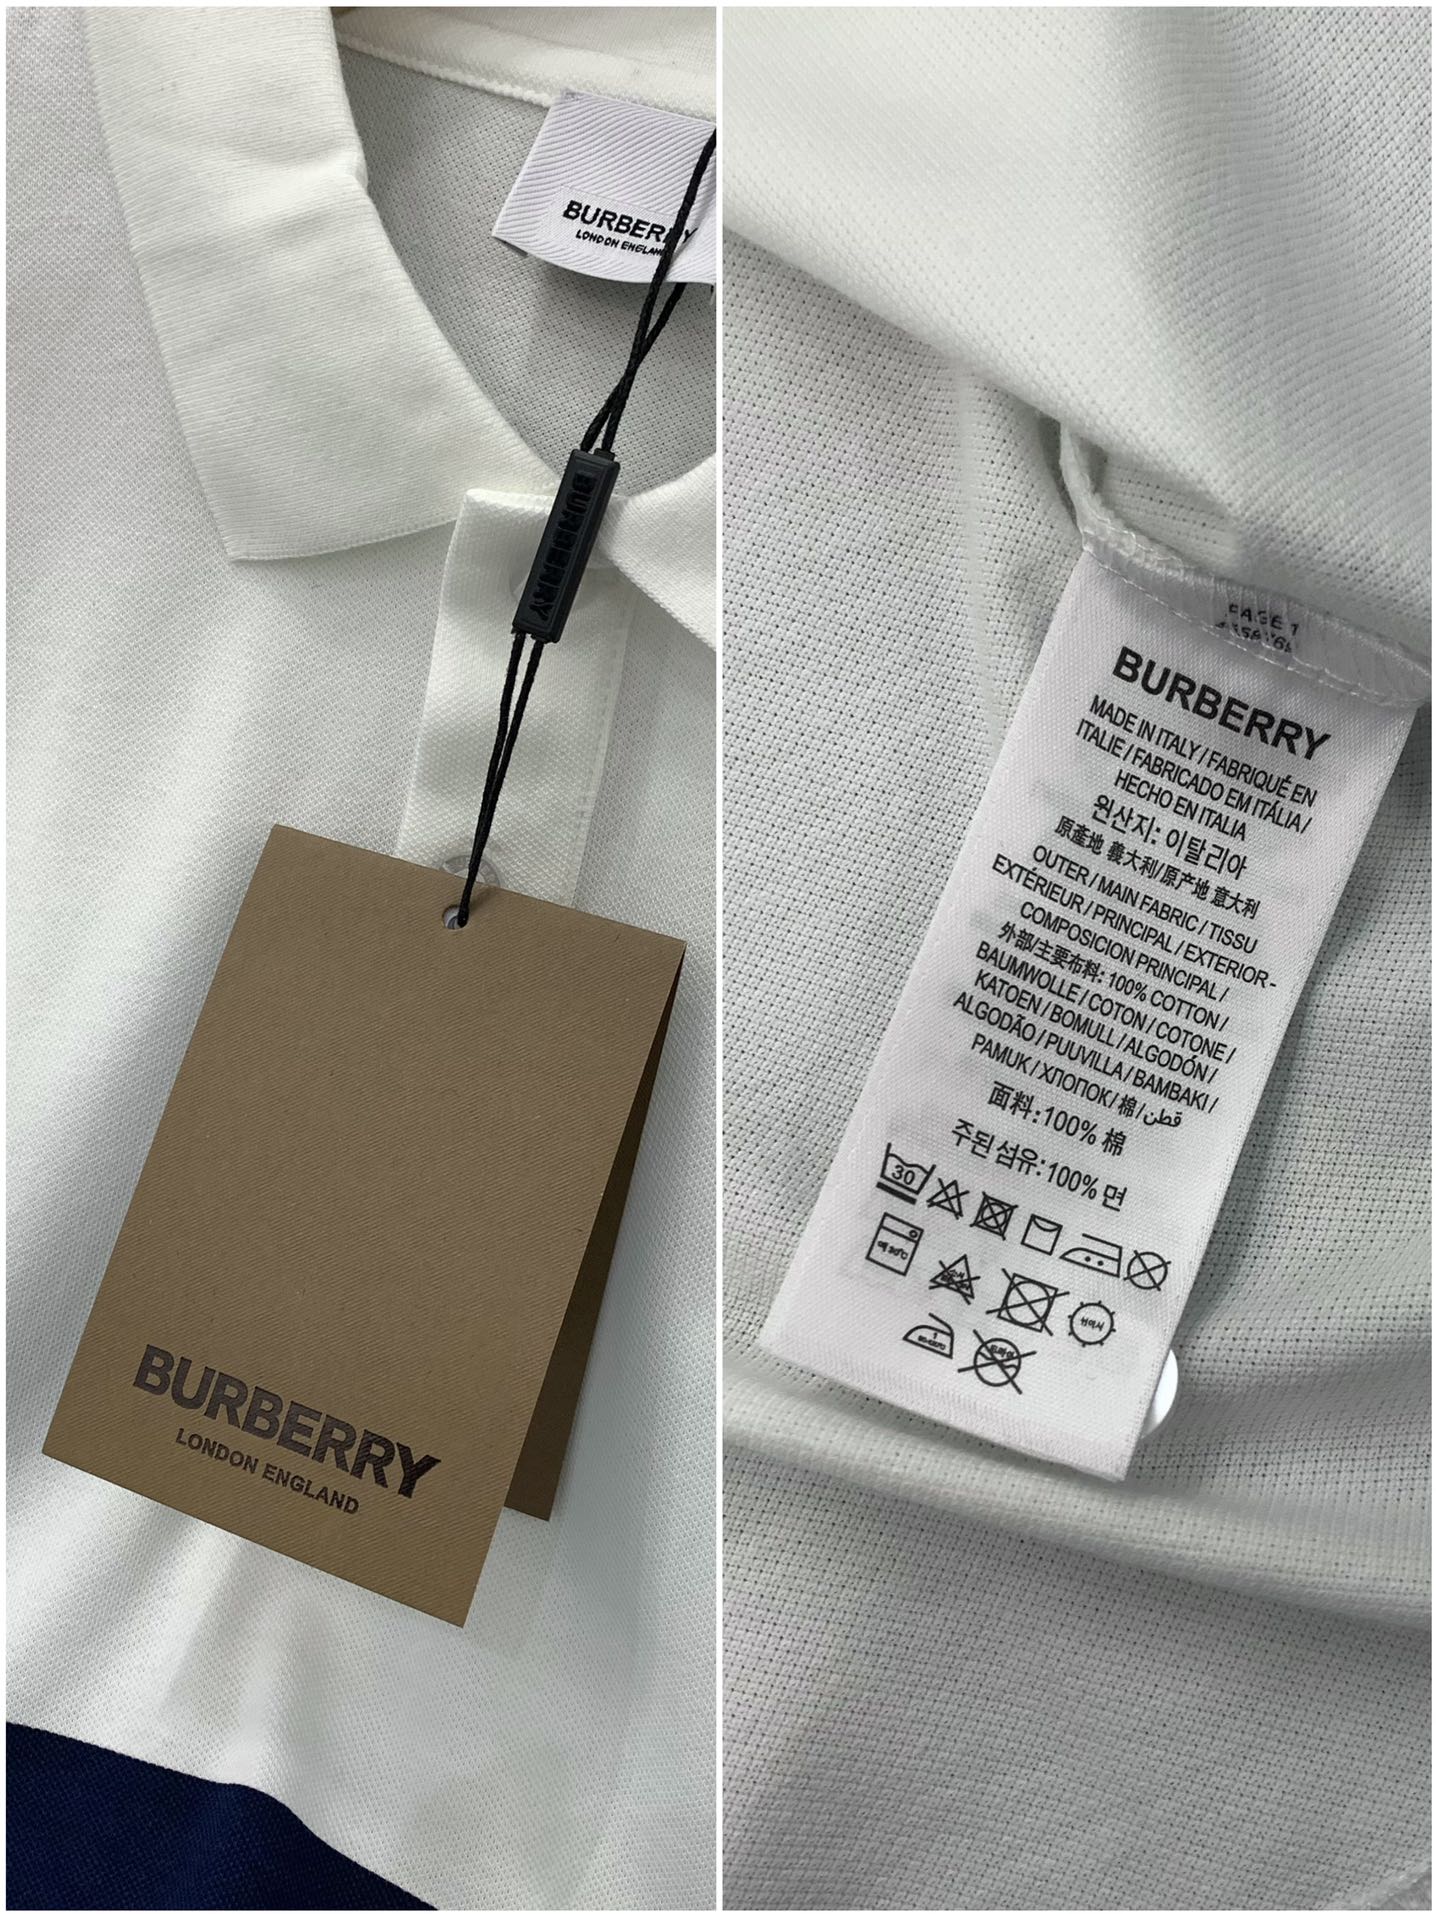 BURBERRY
LONDON ENGLAND
BURBERRY
BURBERRY
LONDON ENGLAND
PAGE 1
BURBERRY
MADE IN ITALY / FABRIQUÉ EN
ITALIE / FABRICADO EM ITÁLIA /
HECHO EN ITALIA
원산지: 이탈리아
原產地 義大利/原产地 意大利
OUTER / MAIN FABRIC / TISSU
EXTÉRIEUR / PRINCIPAL / EXTERIOR-
COMPOSICION PRINCIPAL /
外部/主要布料: 100% COTTON /
BAUMWOLLE / COTON / COTONE /
KATOEN / BOMULL / ALGODÓN /
ALGODÃO / PUUVILLA / BAMBAKI /
PAMUK / ХЛОПОК / 棉 / قطن
面料:100% 棉
주된 섬유:100% 면
30